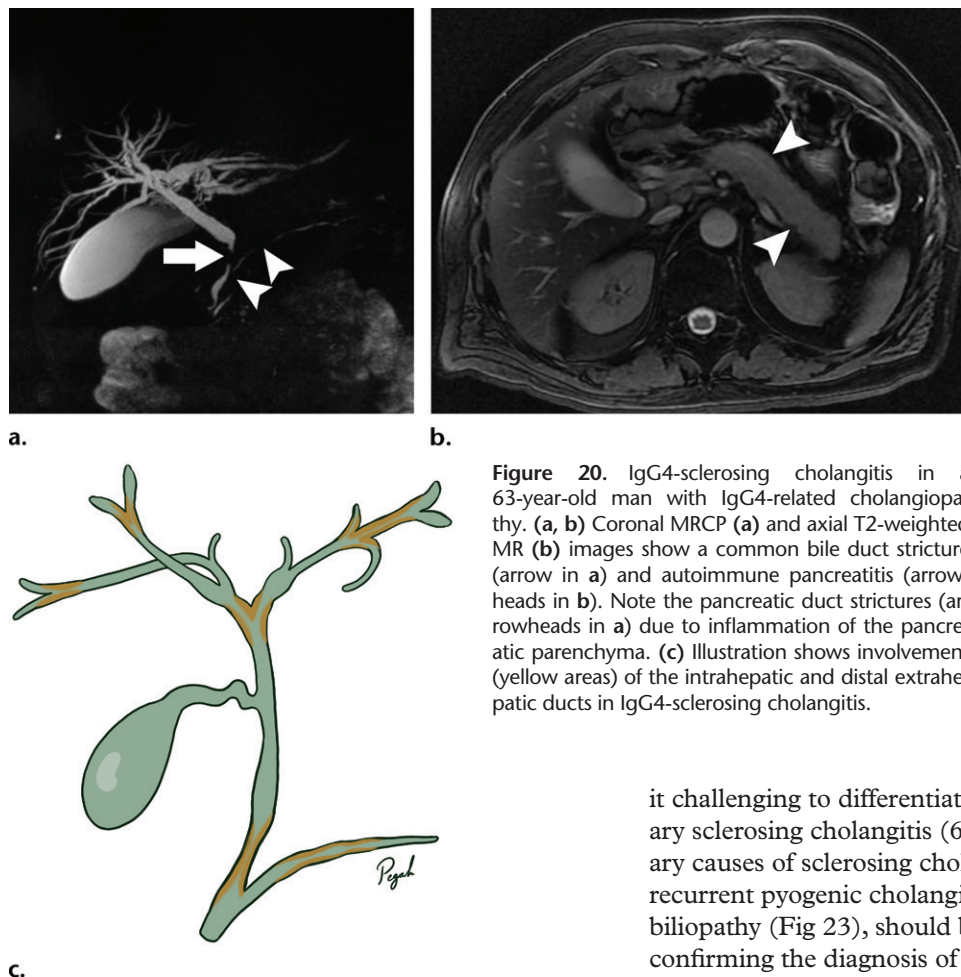 a.
b.
Figure 20. IgG4-sclerosing cholangitis in a
63-year-old man with IgG4-related cholangiopa-
thy. (a, b) Coronal MRCP (a) and axial T2-weighted
MR (b) images show a common bile duct stricture
(arrow in a) and autoimmune pancreatitis (arrow-
heads in b). Note the pancreatic duct strictures (ar-
rowheads in a) due to inflammation of the pancre-
atic parenchyma. (c) Illustration shows involvemen
(yellow areas) of the intrahepatic and distal extrahe-
patic ducts in IgG4-sclerosing cholangitis.
Pegah
c.
it challenging to differentiat
ary sclerosing cholangitis (6
ary causes of sclerosing chol
recurrent pyogenic cholangi
biliopathy (Fig 23), should b
confirming the diagnosis of